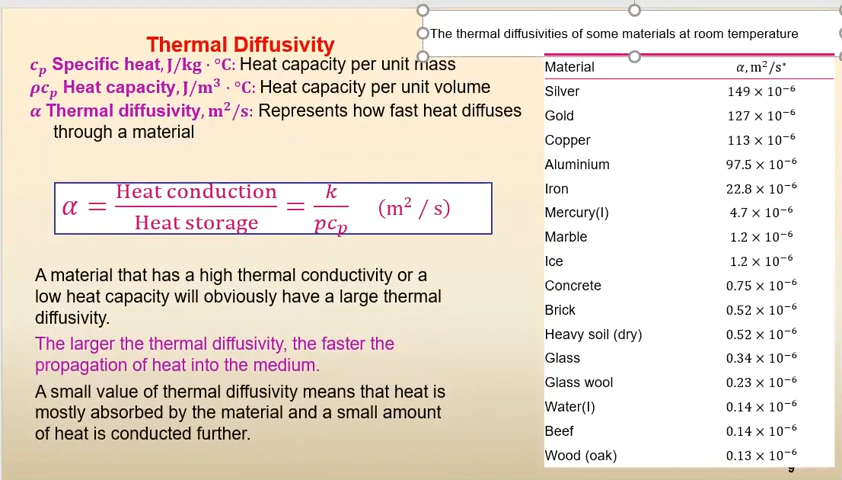 The thermal diffusivities of some materials at room temperature
Thermal Diffusivity
c_p Specific heat, J/kg · °C: Heat capacity per unit mass
ρc_p Heat capacity, J/m³ · °C: Heat capacity per unit volume
α Thermal diffusivity, m²/s: Represents how fast heat diffuses
through a material
α = Heat conduction / Heat storage = k / pc_p (m² / s)
A material that has a high thermal conductivity or a
low heat capacity will obviously have a large thermal
diffusivity.
The larger the thermal diffusivity, the faster the
propagation of heat into the medium.
A small value of thermal diffusivity means that heat is
mostly absorbed by the material and a small amount
of heat is conducted further.
Material α, m²/s*
Silver 149 × 10⁻⁶
Gold 127 × 10⁻⁶
Copper 113 × 10⁻⁶
Aluminium 97.5 × 10⁻⁶
Iron 22.8 × 10⁻⁶
Mercury(I) 4.7 × 10⁻⁶
Marble 1.2 × 10⁻⁶
Ice 1.2 × 10⁻⁶
Concrete 0.75 × 10⁻⁶
Brick 0.52 × 10⁻⁶
Heavy soil (dry) 0.52 × 10⁻⁶
Glass 0.34 × 10⁻⁶
Glass wool 0.23 × 10⁻⁶
Water(I) 0.14 × 10⁻⁶
Beef 0.14 × 10⁻⁶
Wood (oak) 0.13 × 10⁻⁶
9